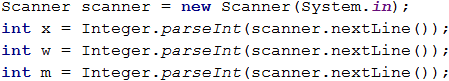 Scanner scanner = new Scanner(System.in);
int x = Integer.parseInt(scanner.nextLine());
int w = Integer.parseInt(scanner.nextLine());
int m = Integer.parseInt(scanner.nextLine());